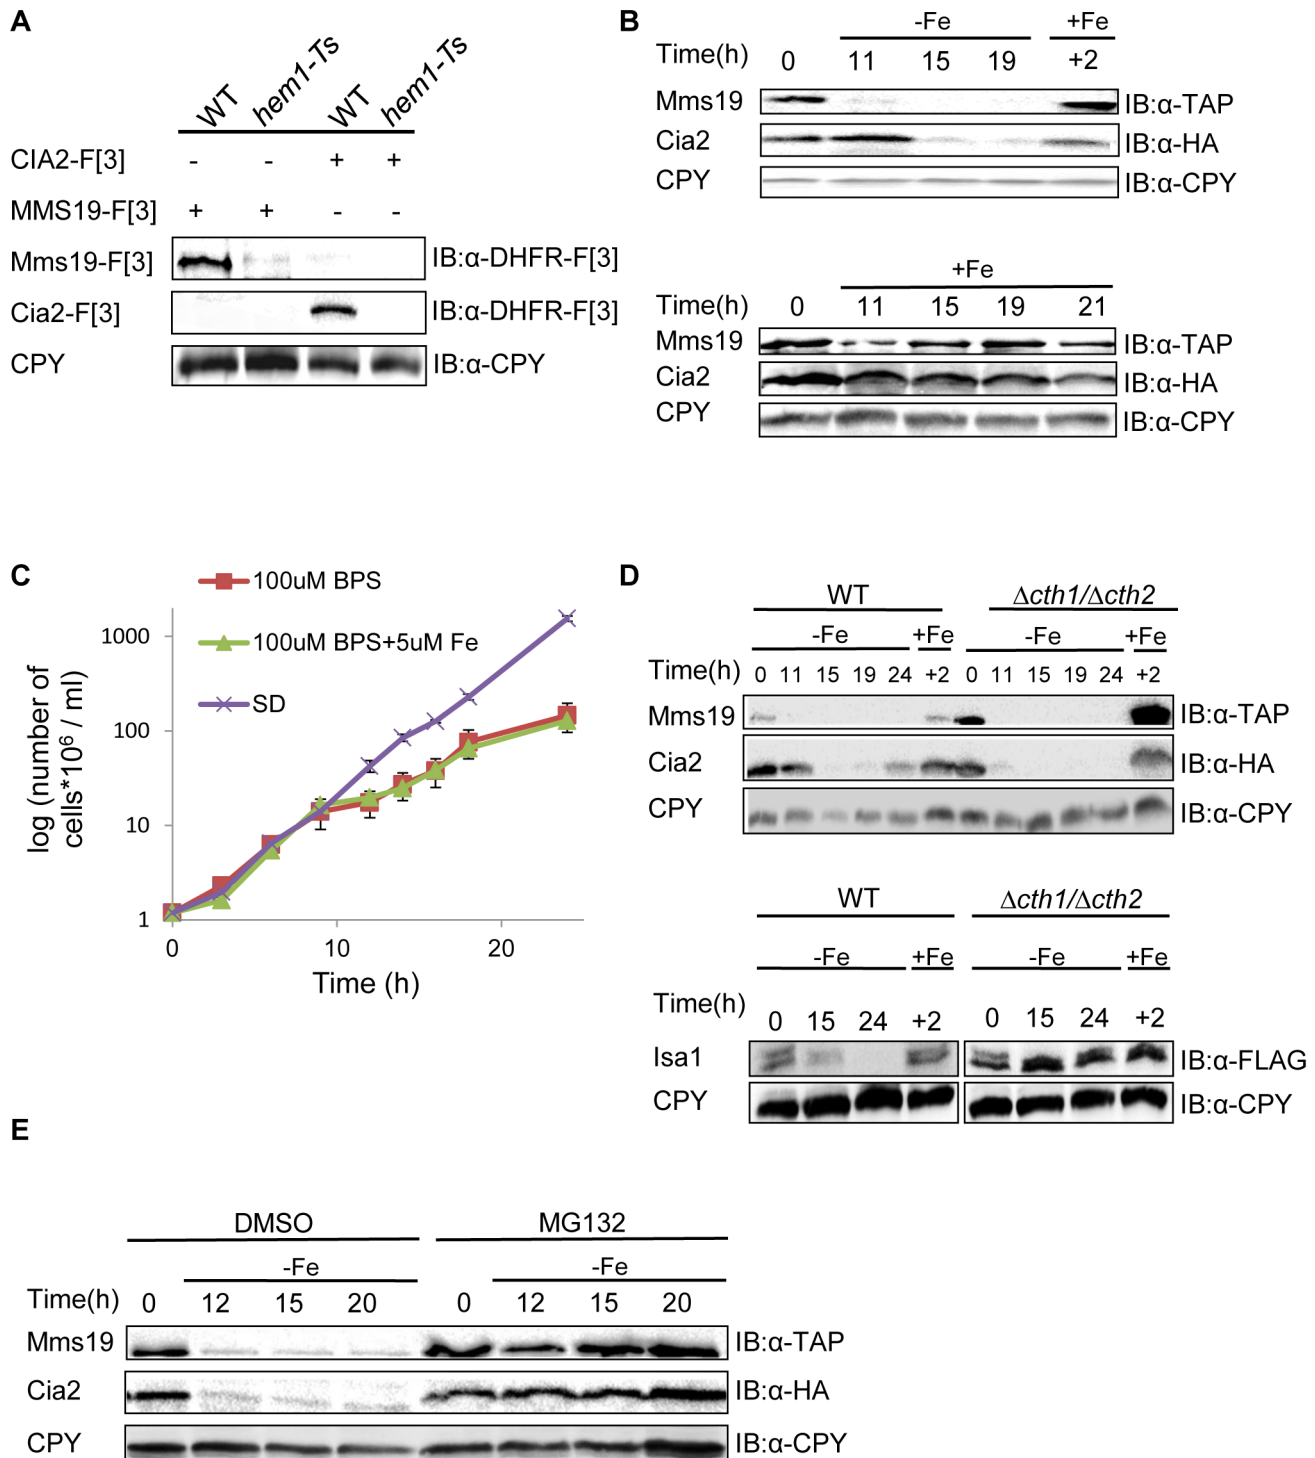 A
WT hem1-Ts WT hem1-Ts
CIA2-F[3] - - + +
MMS19-F[3] + + - -
Mms19-F[3] IB:α-DHFR-F[3]
Cia2-F[3] IB:α-DHFR-F[3]
CPY IB:α-CPY
B
-Fe +Fe
Time(h) 0 11 15 19 +2
Mms19 IB:α-TAP
Cia2 IB:α-HA
CPY IB:α-CPY
+Fe
Time(h) 0 11 15 19 21
Mms19 IB:α-TAP
Cia2 IB:α-HA
CPY IB:α-CPY
C
100uM BPS
100uM BPS+5uM Fe
SD
log (number of
cells*10⁶ / ml)
1000
100
10
1
0 10 20
Time (h)
D
WT Δcth1/Δcth2
-Fe +Fe -Fe +Fe
Time(h) 0 11 15 19 24 +2 0 11 15 19 24 +2
Mms19 IB:α-TAP
Cia2 IB:α-HA
CPY IB:α-CPY
WT Δcth1/Δcth2
-Fe +Fe -Fe +Fe
Time(h) 0 15 24 +2 0 15 24 +2
Isa1 IB:α-FLAG
CPY IB:α-CPY
E
DMSO MG132
-Fe -Fe
Time(h) 0 12 15 20 0 12 15 20
Mms19 IB:α-TAP
Cia2 IB:α-HA
CPY IB:α-CPY